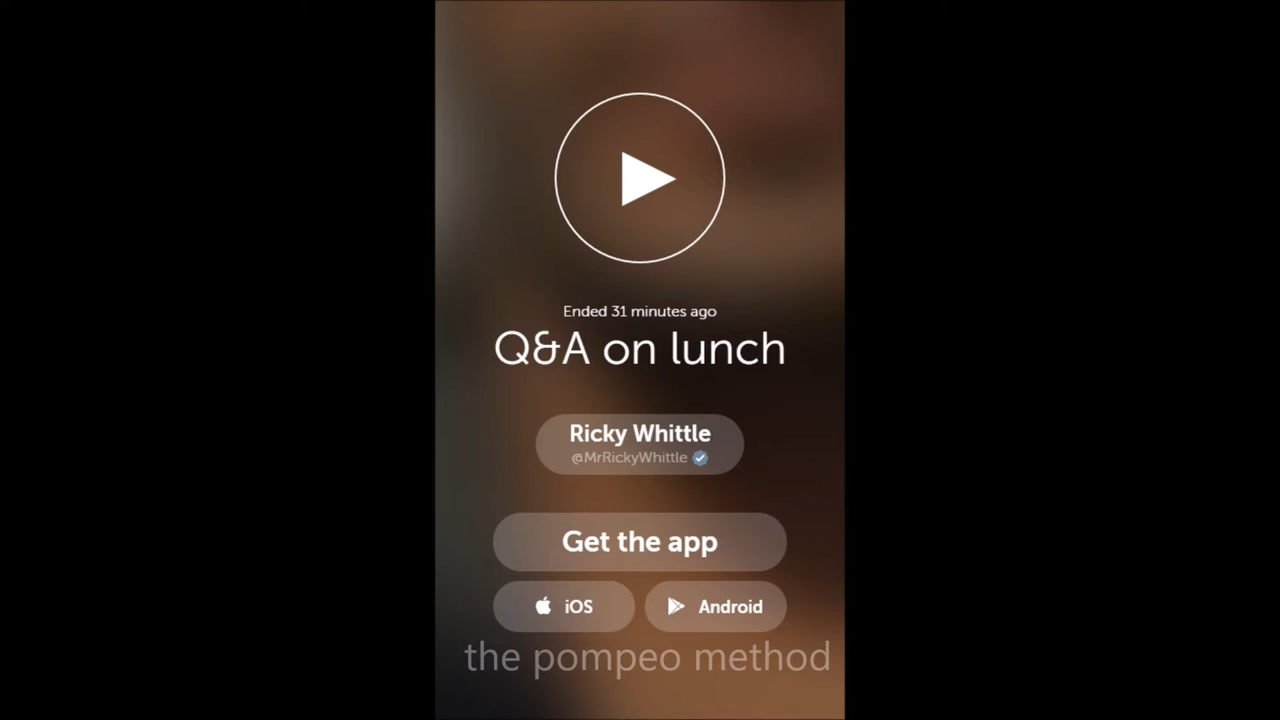 Ended 31 minutes ago
Q&A on lunch
Ricky Whittle
@MrRickyWhittle
Get the app
iOS
Android
the pompeo method